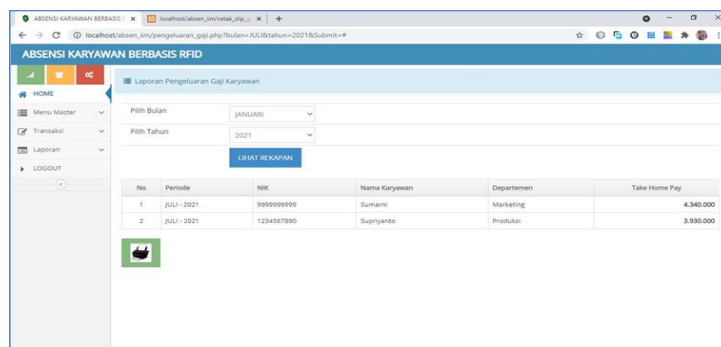 ABSENSI KARYAWAN BERBASIS
localhost/absen_iim/cetak_slip_
localhost/absen_iim/pengeluaran_gaji.php?bulan=JULI&tahun=2021&Submit=#
ABSENSI KARYAWAN BERBASIS RFID
HOME
Menu Master
Transaksi
Laporan
LOGOUT
Laporan Pengeluaran Gaji Karyawan
Pilih Bulan JANUARI
Pilih Tahun 2021
LIHAT REKAPAN
No Periode NIK Nama Karyawan Departemen Take Home Pay
1 JULI - 2021 9999999999 Sumarni Marketing 4.340.000
2 JULI - 2021 1234567890 Supriyanto Produksi 3.930.000